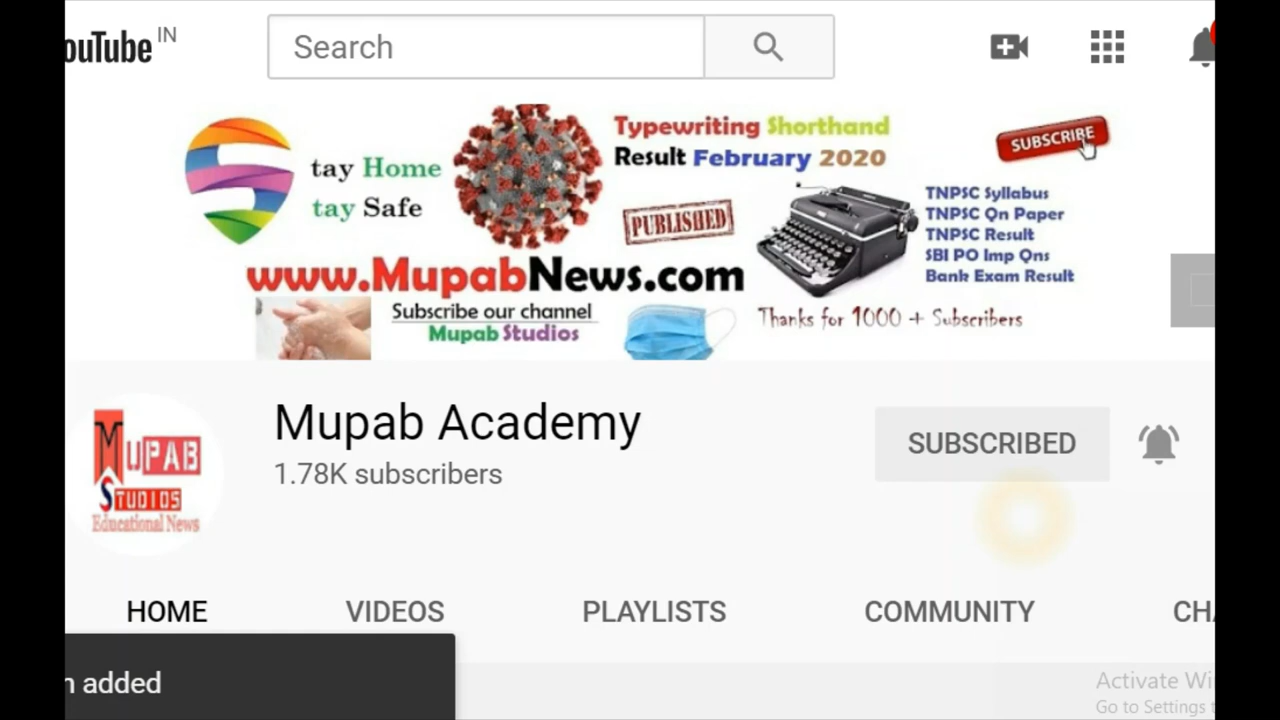 ouTube IN
Search
tay Home
tay Safe
Typewriting Shorthand
Result February 2020
PUBLISHED
SUBSCRIBE
TNPSC Syllabus
TNPSC Qn Paper
TNPSC Result
SBI PO Imp Qns
Bank Exam Result
www.MupabNews.com
Subscribe our channel
Mupab Studios
Thanks for 1000 + Subscribers
MUPAB
STUDIOS
Educational News
Mupab Academy
1.78K subscribers
SUBSCRIBED
HOME VIDEOS PLAYLISTS COMMUNITY CHA
n added
Activate Wi
Go to Settings t